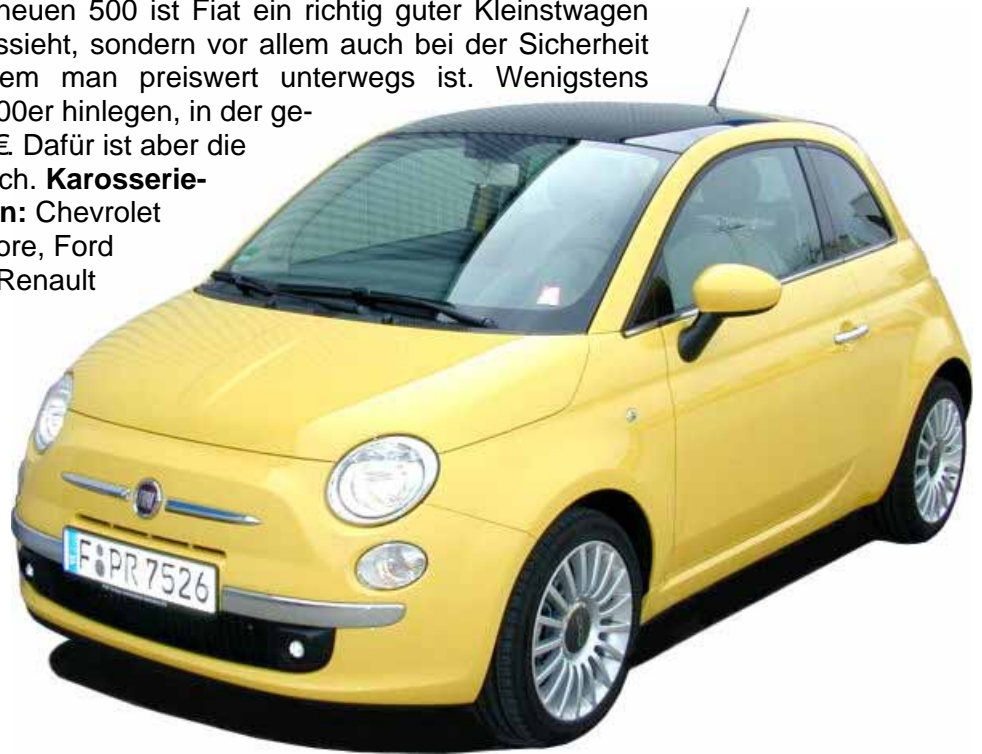 neuen 500 ist Fiat ein richtig guter Kleinstwagen
ssieht, sondern vor allem auch bei der Sicherheit
em man preiswert unterwegs ist. Wenigstens
00er hinlegen, in der ge-
€. Dafür ist aber die
ch. Karosserie-
n: Chevrolet
ore, Ford
Renault
F PR 7526